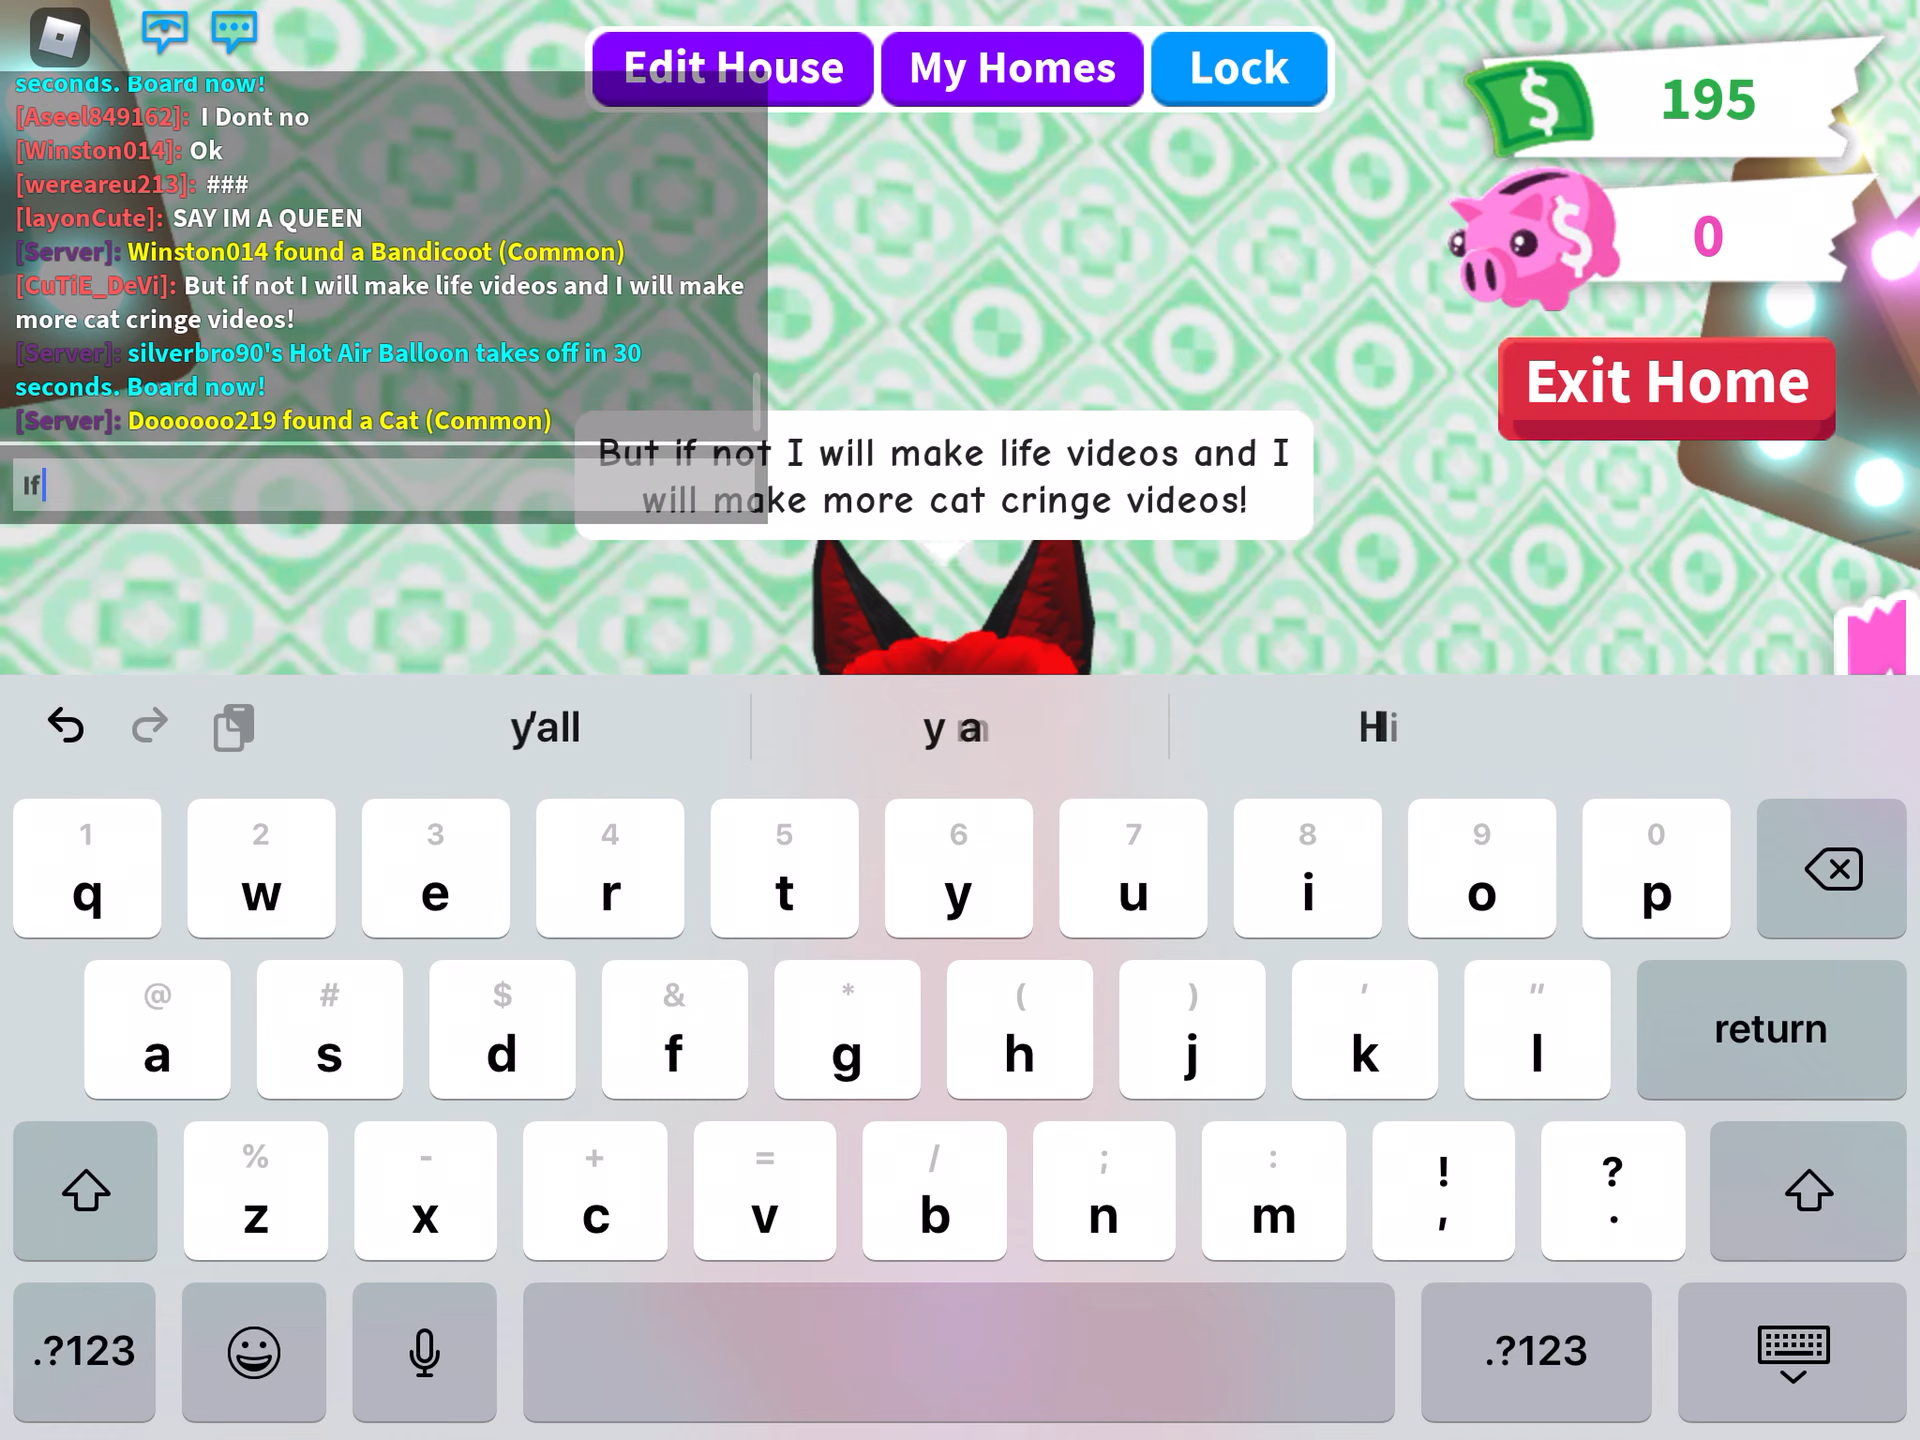 Edit House
My Homes
Lock
195
0
Exit Home
seconds. Board now!
[Aseel849162]: I Dont no
[Winston014]: Ok
[wereareu213]: ###
[layonCute]: SAY IM A QUEEN
[Server]: Winston014 found a Bandicoot (Common)
[CuTiE_DeVi]: But if not I will make life videos and I will make
more cat cringe videos!
[Server]: silverbro90's Hot Air Balloon takes off in 30
seconds. Board now!
[Server]: Doooooo219 found a Cat (Common)
If
But if not I will make life videos and I
will make more cat cringe videos!
y'all
y a
1 2 3 4 5 6 7 8 9 0
q w e r t y u i o p
@ # $ & * ( ) ' "
a s d f g h j k l return
% - + = / ; : ! ?
z x c v b n m , .
.?123 .?123